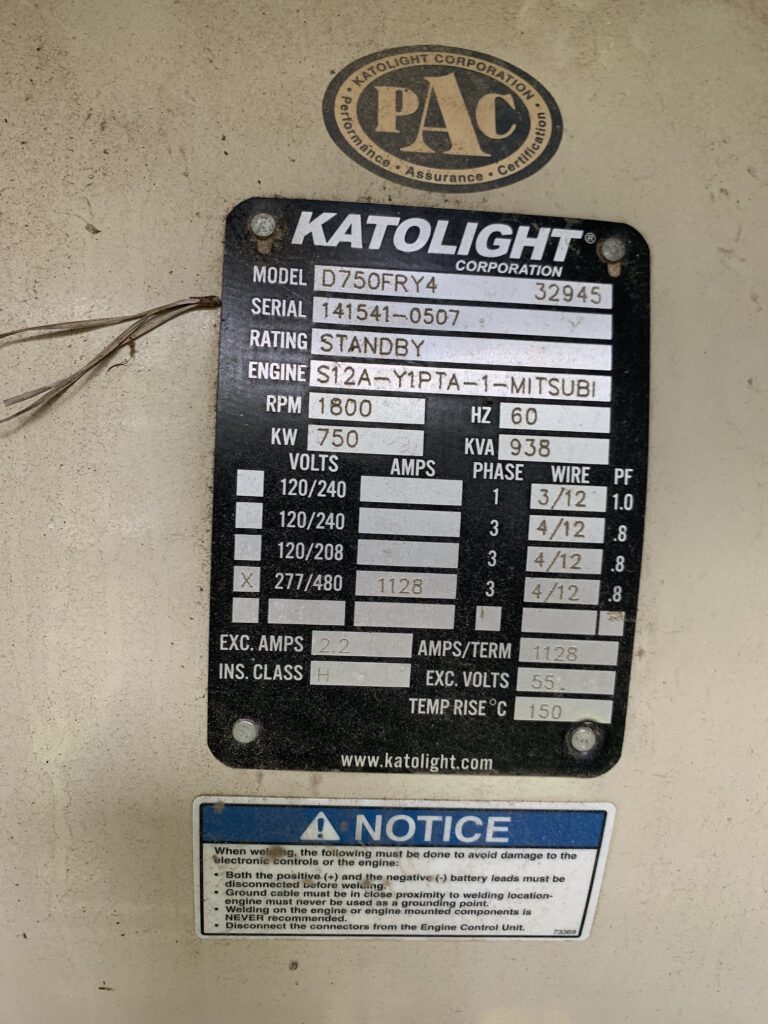 KATOLIGHT CORPORATION
PAC
Performance • Assurance • Certification
KATOLIGHT®
CORPORATION
MODEL D750FRY4 32945
SERIAL 141541-0507
RATING STANDBY
ENGINE S12A-Y1PTA-1-MITSUBI
RPM 1800 HZ 60
KW 750 KVA 938
VOLTS AMPS PHASE WIRE PF
120/240 1 3/12 1.0
120/240 3 4/12 .8
120/208 3 4/12 .8
X 277/480 1128 3 4/12 .8
EXC. AMPS 2.2 AMPS/TERM 1128
INS. CLASS H EXC. VOLTS 55
TEMP RISE °C 150
www.katolight.com
NOTICE
When welding, the following must be done to avoid damage to the
electronic controls or the engine:
• Both the positive (+) and the negative (-) battery leads must be
disconnected before welding.
• Ground cable must be in close proximity to welding location-
engine must never be used as a grounding point.
• Welding on the engine or engine mounted components is
NEVER recommended.
• Disconnect the connectors from the Engine Control Unit.
73369